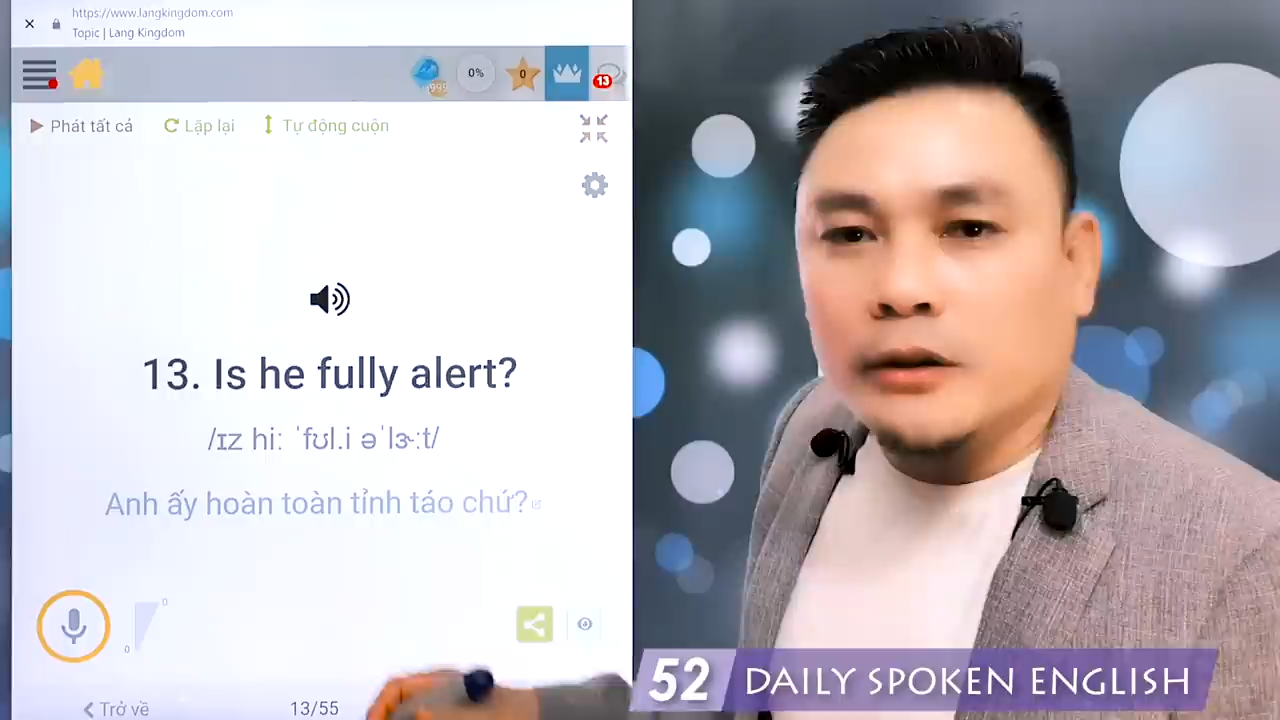 https://www.langkingdom.com
Topic | Lang Kingdom
999
0%
0
13
Phát tất cả
Lặp lại
Tự động cuộn
13. Is he fully alert?
/ɪz hiː ˈfʊl.i əˈlɝːt/
Anh ấy hoàn toàn tỉnh táo chứ?
0
0
Trở về
13/55
52 DAILY SPOKEN ENGLISH